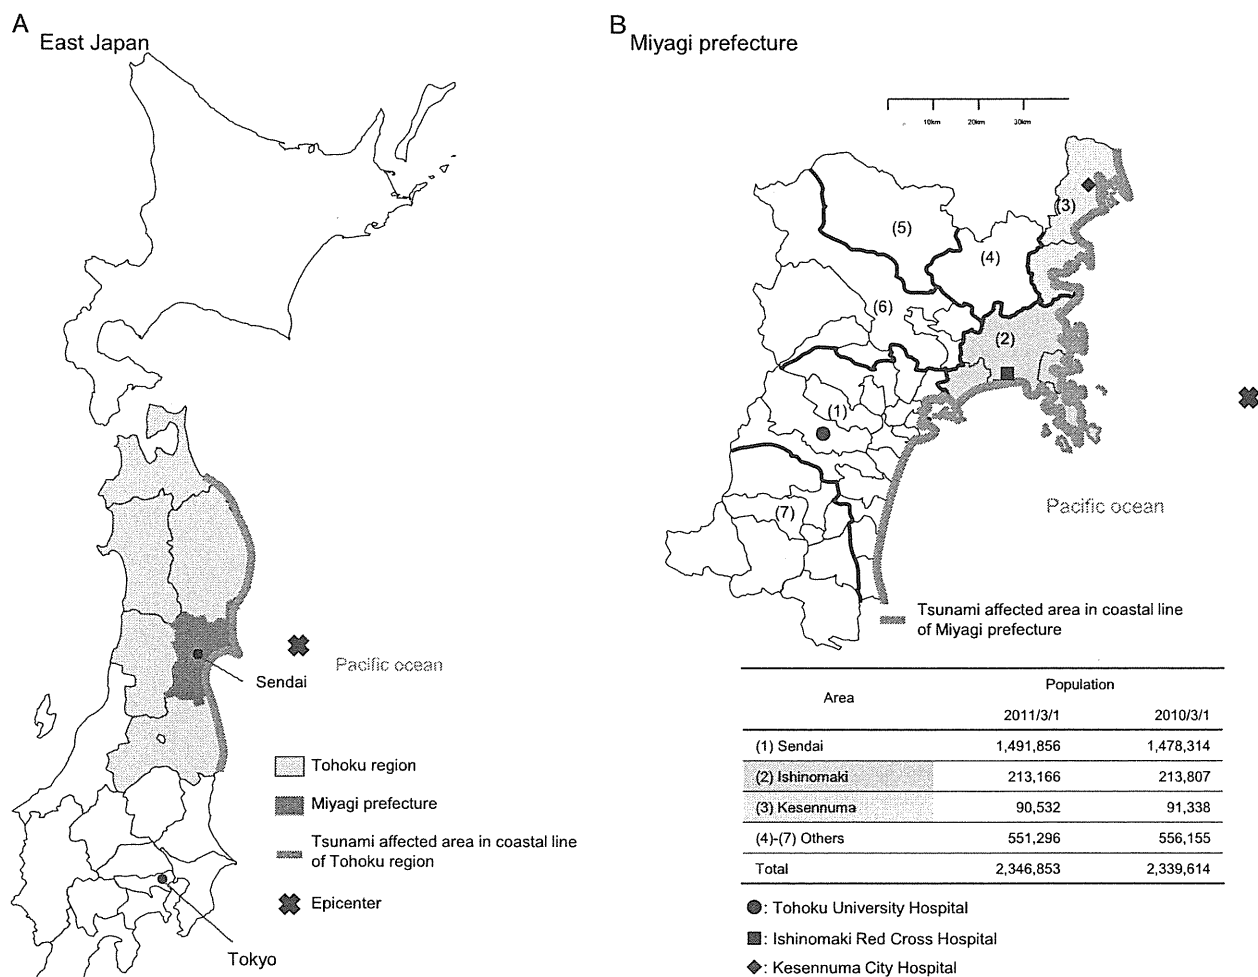 A
East Japan
Pacific ocean
Sendai
Tohoku region
Miyagi prefecture
Tsunami affected area in coastal line
of Tohoku region
Epicenter
Tokyo
B
Miyagi prefecture
10km 20km 30km
(3)
(5)
(4)
(6)
(2)
(1)
(7)
Pacific ocean
Tsunami affected area in coastal line
of Miyagi prefecture
Area Population
2011/3/1 2010/3/1
(1) Sendai 1,491,856 1,478,314
(2) Ishinomaki 213,166 213,807
(3) Kesennuma 90,532 91,338
(4)-(7) Others 551,296 556,155
Total 2,346,853 2,339,614
: Tohoku University Hospital
: Ishinomaki Red Cross Hospital
: Kesennuma City Hospital